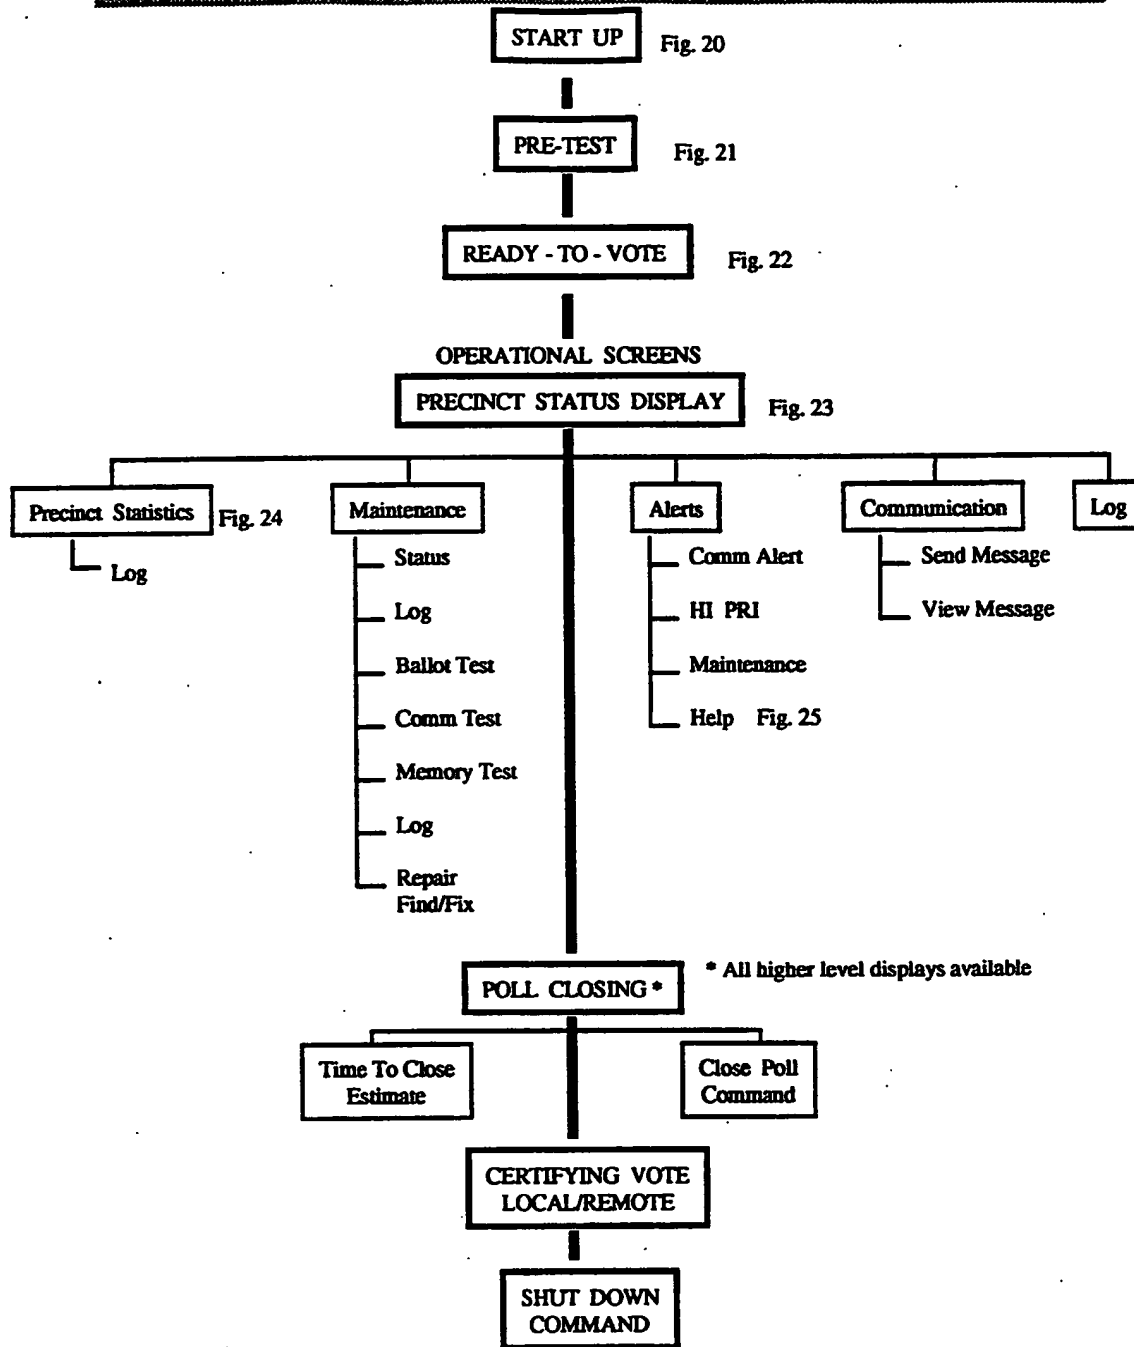 START UP Fig. 20
PRE-TEST Fig. 21
READY - TO - VOTE Fig. 22
OPERATIONAL SCREENS
PRECINCT STATUS DISPLAY Fig. 23
Precinct Statistics Fig. 24
Log
Maintenance
Status
Log
Ballot Test
Comm Test
Memory Test
Log
Repair
Find/Fix
Alerts
Comm Alert
HI PRI
Maintenance
Help Fig. 25
Communication
Send Message
View Message
Log
POLL CLOSING *
* All higher level displays available
Time To Close
Estimate
Close Poll
Command
CERTIFYING VOTE
LOCAL/REMOTE
SHUT DOWN
COMMAND